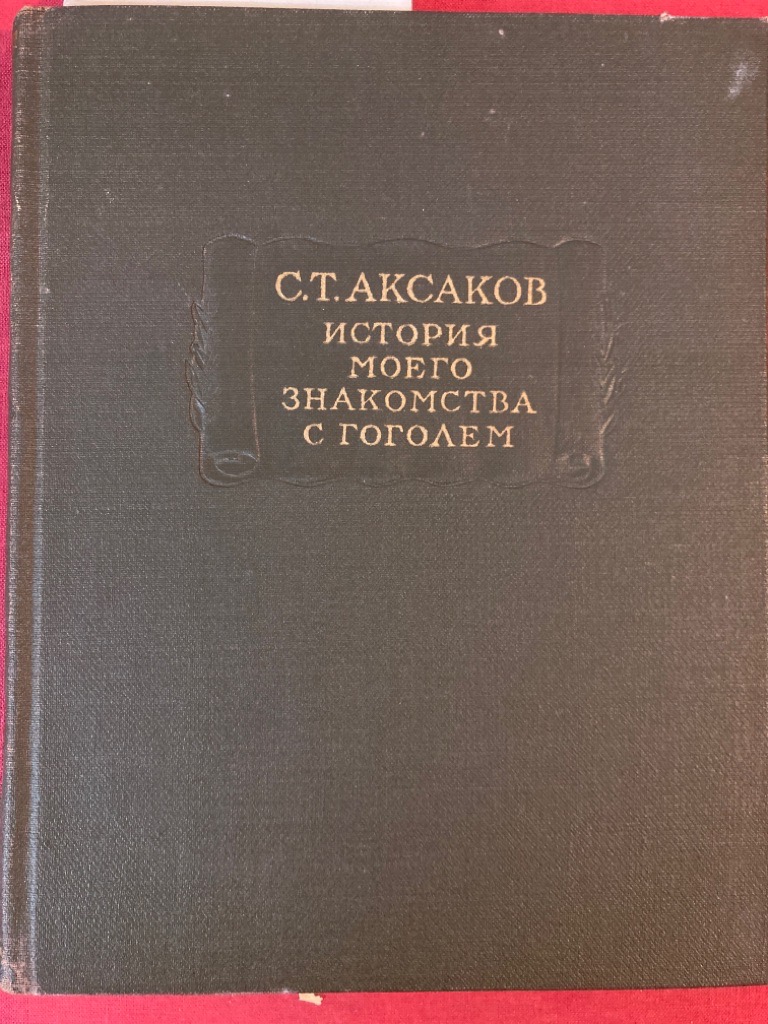 С.Т. АКСАКОВ
ИСТОРИЯ
МОЕГО
ЗНАКОМСТВА
С ГОГОЛЕМ